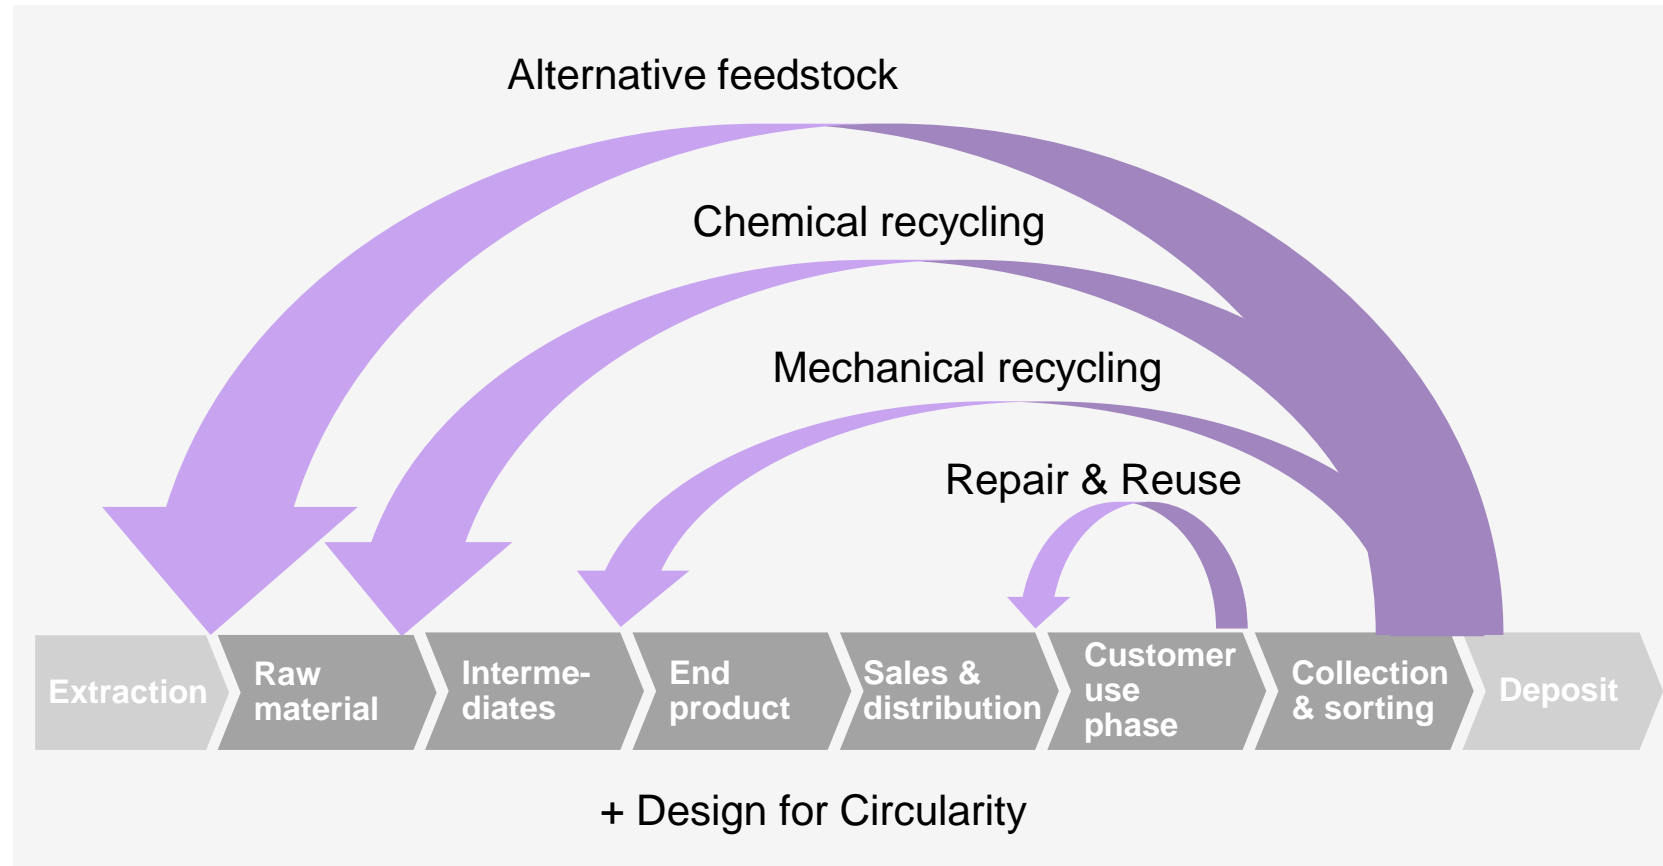 Alternative feedstock
Chemical recycling
Mechanical recycling
Repair & Reuse
Extraction
Raw
material
Interme-
diates
End
product
Sales &
distribution
Customer
use
phase
Collection
& sorting
Deposit
+ Design for Circularity